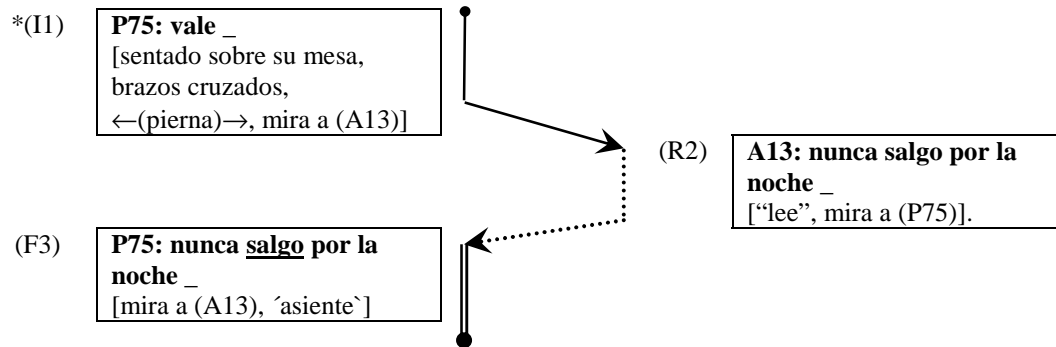 *(I1)
P75: vale _
[sentado sobre su mesa,
brazos cruzados,
←(pierna)→, mira a (A13)]
(R2)
A13: nunca salgo por la
noche _
[“lee”, mira a (P75)].
(F3)
P75: nunca salgo por la
noche _
[mira a (A13), ´asiente`]